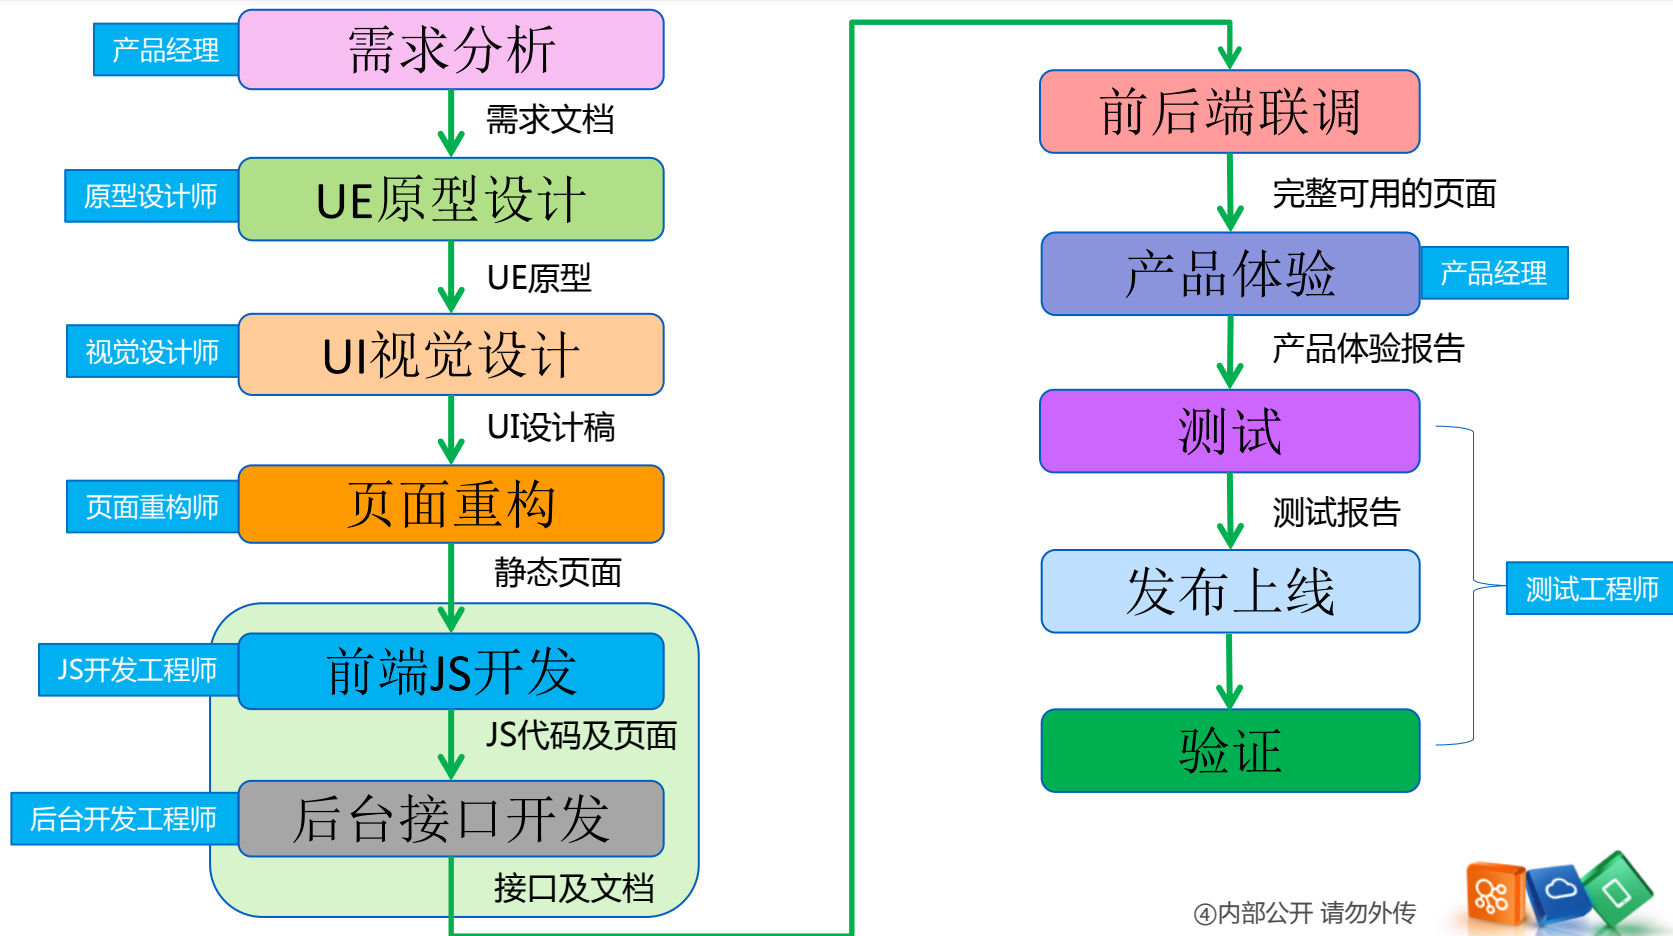 产品经理
需求分析
需求文档
原型设计师
UE原型设计
UE原型
视觉设计师
UI视觉设计
UI设计稿
页面重构师
页面重构
静态页面
JS开发工程师
前端JS开发
JS代码及页面
后台开发工程师
后台接口开发
接口及文档
前后端联调
完整可用的页面
产品体验
产品经理
产品体验报告
测试
测试报告
发布上线
测试工程师
验证
④内部公开 请勿外传